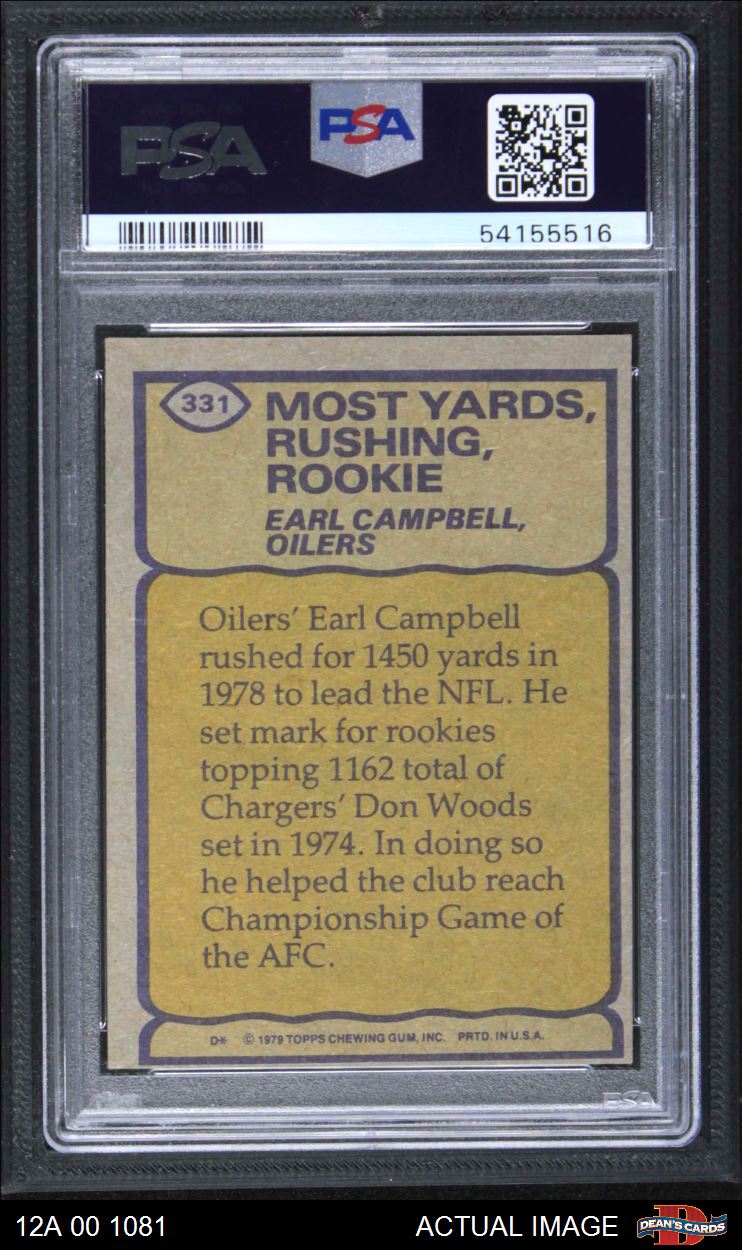 PSA
PSA
54155516
331
MOST YARDS,
RUSHING,
ROOKIE
EARL CAMPBELL,
OILERS
Oilers' Earl Campbell
rushed for 1450 yards in
1978 to lead the NFL. He
set mark for rookies
topping 1162 total of
Chargers' Don Woods
set in 1974. In doing so
he helped the club reach
Championship Game of
the AFC.
D* © 1979 TOPPS CHEWING GUM, INC. PRTD. IN U.S.A.
PSA
12A 00 1081
ACTUAL IMAGE
D
DEAN'S CARDS